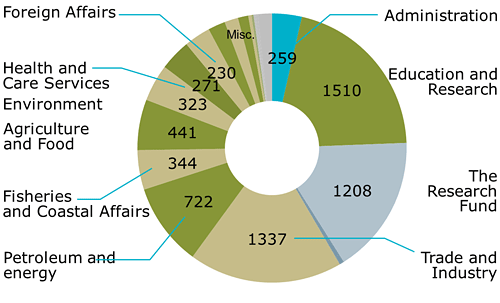 Foreign Affairs
Misc.
Administration
259
230
Health and
Care Services
271
Education and
Research
1510
Environment
323
Agriculture
and Food
441
344
The
Research
Fund
1208
Fisheries
and Coastal Affairs
722
1337
Petroleum and
energy
Trade and
Industry